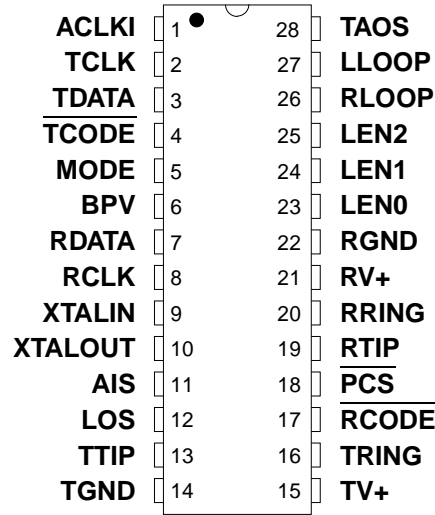 ACLKI 1 28 TAOS
TCLK 2 27 LLOOP
TDATA 3 26 RLOOP
TCODE 4 25 LEN2
MODE 5 24 LEN1
BPV 6 23 LEN0
RDATA 7 22 RGND
RCLK 8 21 RV+
XTALIN 9 20 RRING
XTALOUT 10 19 RTIP
AIS 11 18 PCS
LOS 12 17 RCODE
TTIP 13 16 TRING
TGND 14 15 TV+